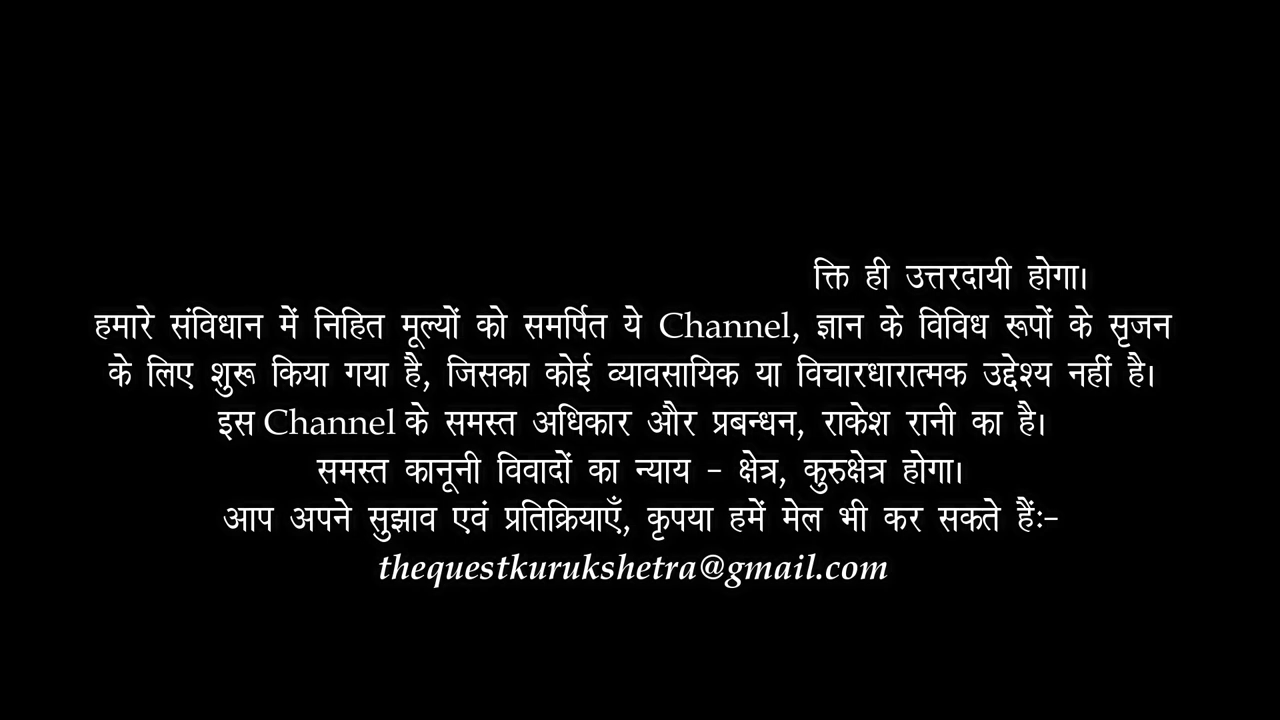 क्ति ही उत्तरदायी होगा।
हमारे संविधान में निहित मूल्यों को समर्पित ये Channel, ज्ञान के विविध रूपों के सृजन
के लिए शुरू किया गया है, जिसका कोई व्यावसायिक या विचारधारात्मक उद्देश्य नहीं है।
इस Channel के समस्त अधिकार और प्रबन्धन, राकेश रानी का है।
समस्त कानूनी विवादों का न्याय - क्षेत्र, कुरुक्षेत्र होगा।
आप अपने सुझाव एवं प्रतिक्रियाएँ, कृपया हमें मेल भी कर सकते हैंः-
thequestkurukshetra@gmail.com